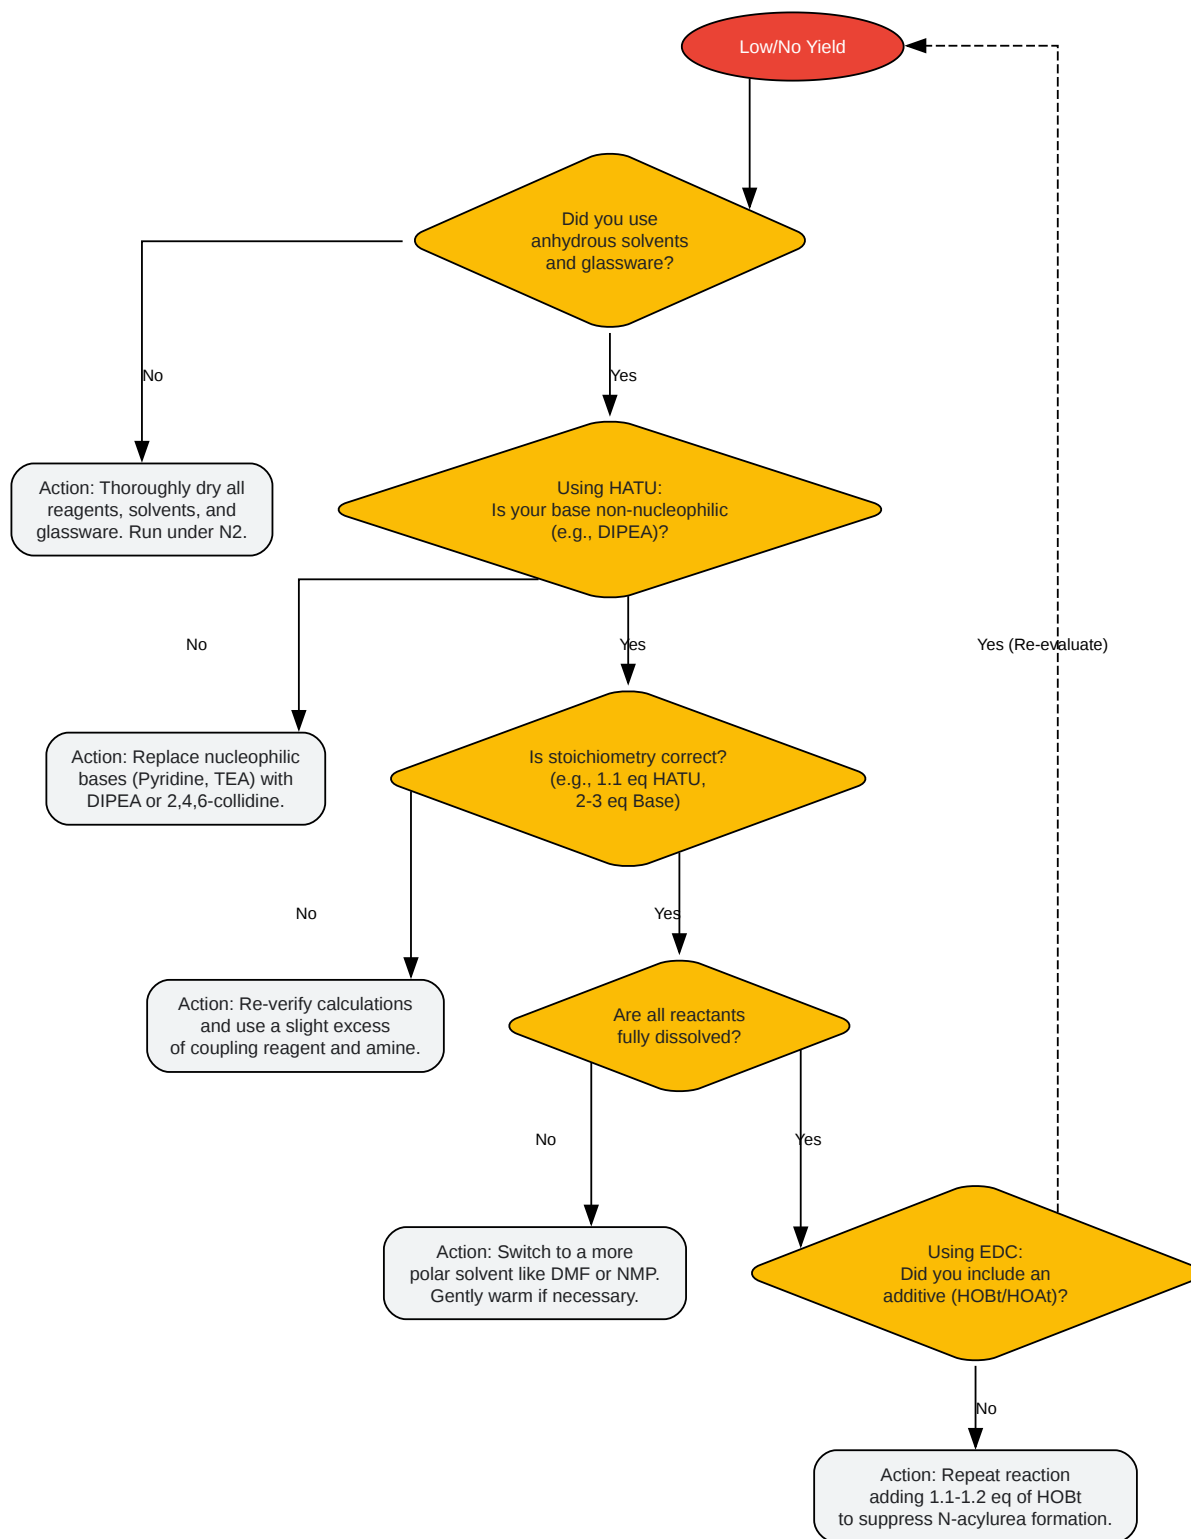 Low/No Yield
Did you use
anhydrous solvents
and glassware?
No
Yes
Action: Thoroughly dry all
reagents, solvents, and
glassware. Run under N2.
Using HATU:
Is your base non-nucleophilic
(e.g., DIPEA)?
No
Yes
Yes (Re-evaluate)
Action: Replace nucleophilic
bases (Pyridine, TEA) with
DIPEA or 2,4,6-collidine.
Is stoichiometry correct?
(e.g., 1.1 eq HATU,
2-3 eq Base)
No
Yes
Action: Re-verify calculations
and use a slight excess
of coupling reagent and amine.
Are all reactants
fully dissolved?
No
Yes
Action: Switch to a more
polar solvent like DMF or NMP.
Gently warm if necessary.
Using EDC:
Did you include an
additive (HOBt/HOAt)?
No
Action: Repeat reaction
adding 1.1-1.2 eq of HOBt
to suppress N-acylurea formation.